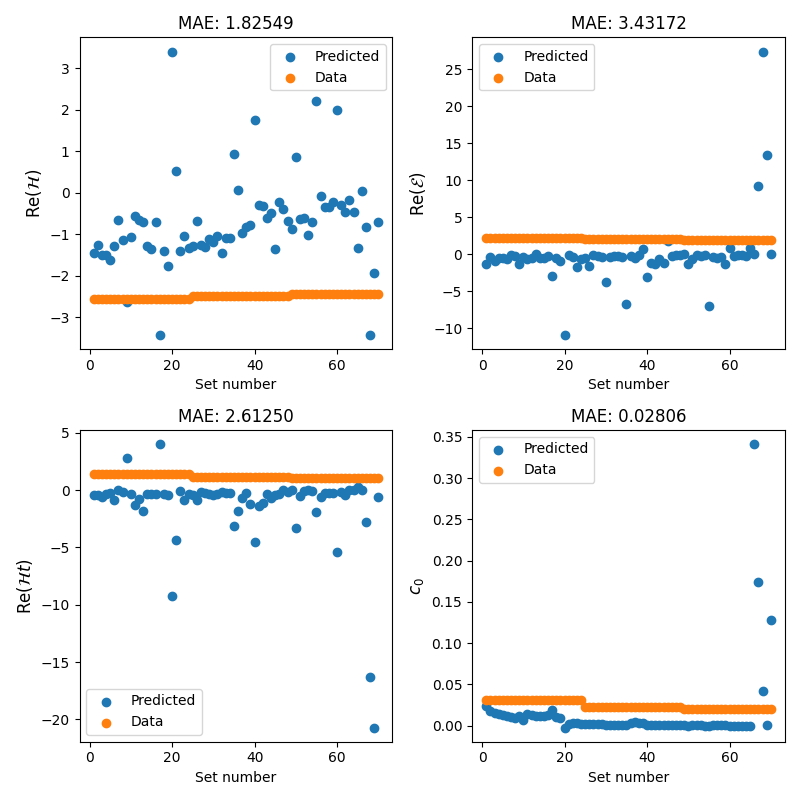 MAE: 1.82549
Re(ℋ)
3
2
1
0
−1
−2
−3
Predicted
Data
0 20 40 60
Set number
MAE: 3.43172
Re(ℰ)
25
20
15
10
5
0
−5
−10
Predicted
Data
0 20 40 60
Set number
MAE: 2.61250
Re(ℋt)
5
0
−5
−10
−15
−20
Predicted
Data
0 20 40 60
Set number
MAE: 0.02806
c₀
0.35
0.30
0.25
0.20
0.15
0.10
0.05
0.00
Predicted
Data
0 20 40 60
Set number